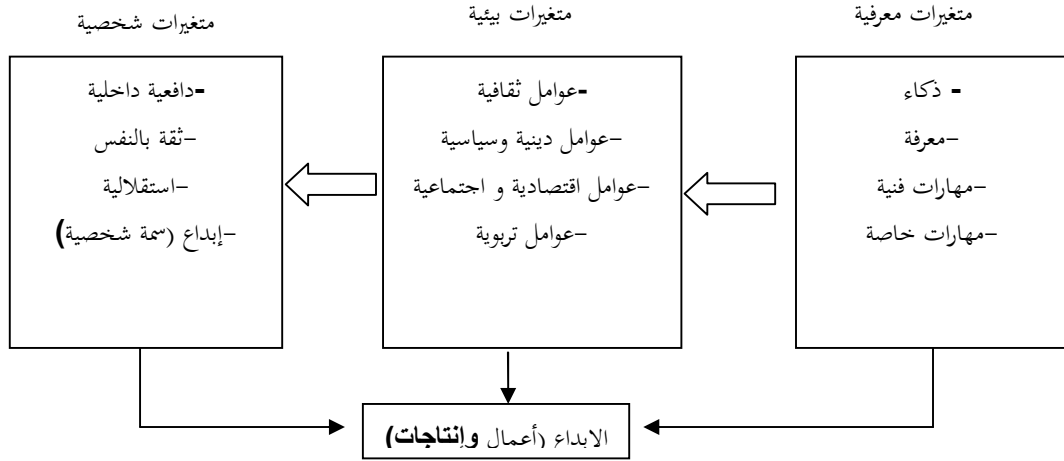 متغيرات معرفية
- ذكاء
-معرفة
-مهارات فنية
-مهارات خاصة
متغيرات بيئية
-عوامل ثقافية
-عوامل دينية وسياسية
-عوامل اقتصادية و اجتماعية
-عوامل تربوية
متغيرات شخصية
-دافعية داخلية
-ثقة بالنفس
-استقلالية
-إبداع (سمة شخصية)
الابداع (أعمال وإنتاجات)